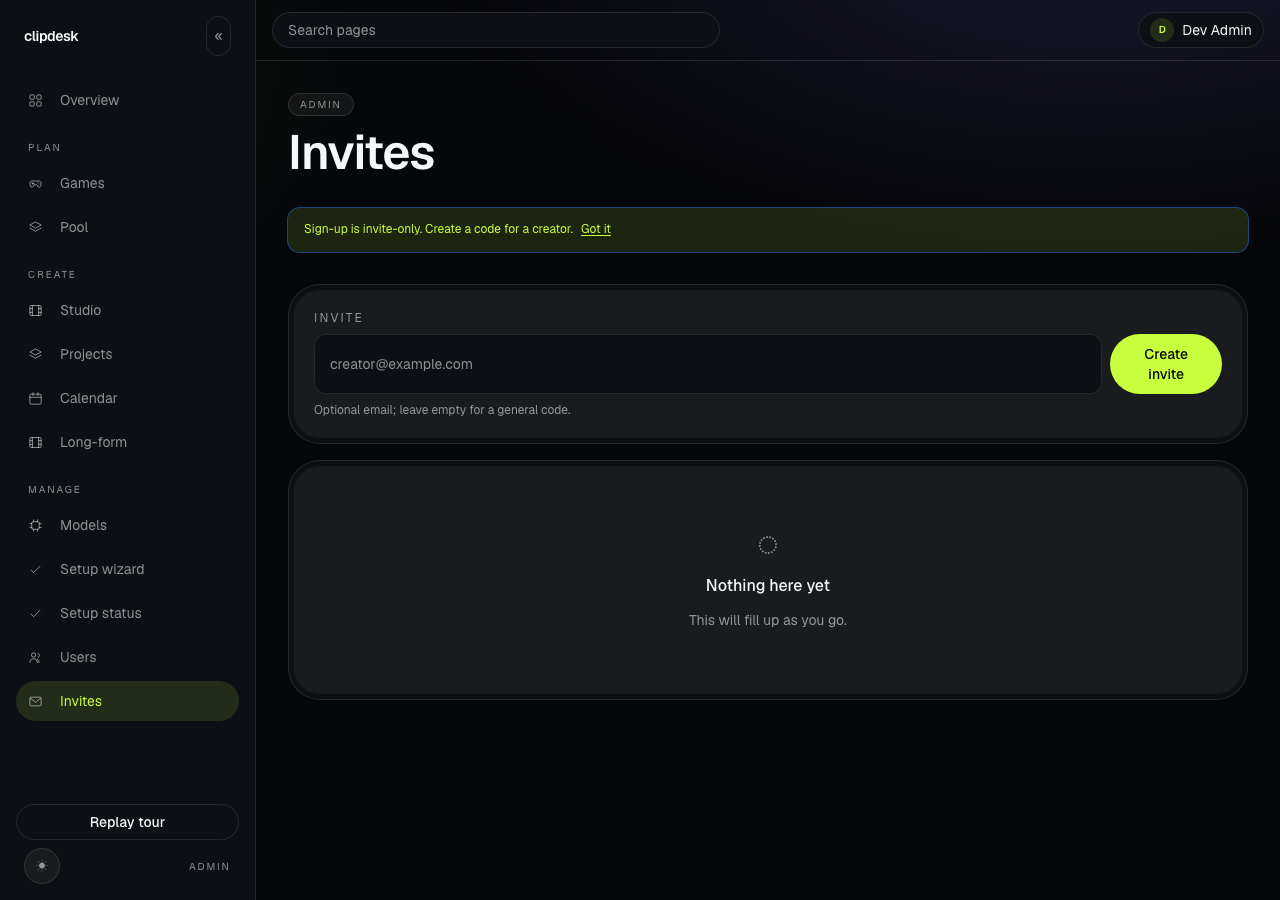 clipdesk
«
Search pages
D
Dev Admin
Overview
PLAN
Games
Pool
CREATE
Studio
Projects
Calendar
Long-form
MANAGE
Models
Setup wizard
Setup status
Users
Invites
Replay tour
ADMIN
ADMIN
Invites
Sign-up is invite-only. Create a code for a creator. Got it
INVITE
creator@example.com
Create
invite
Optional email; leave empty for a general code.
Nothing here yet
This will fill up as you go.